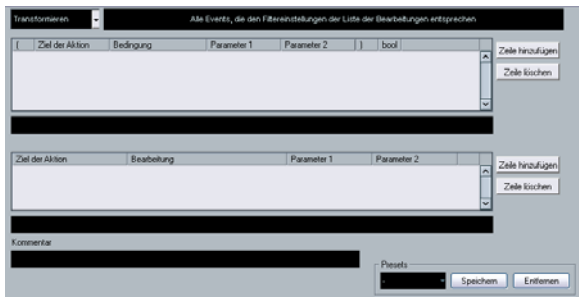 Transformieren
Alle Events, die den Filtereinstellungen der Liste der Bearbeitungen entsprechen
( Ziel der Aktion Bedingung Parameter 1 Parameter 2 ) bool
Zeile hinzufügen
Zeile löschen
Ziel der Aktion Bearbeitung Parameter 1 Parameter 2
Zeile hinzufügen
Zeile löschen
Kommentar
Presets
- Speichern Entfernen